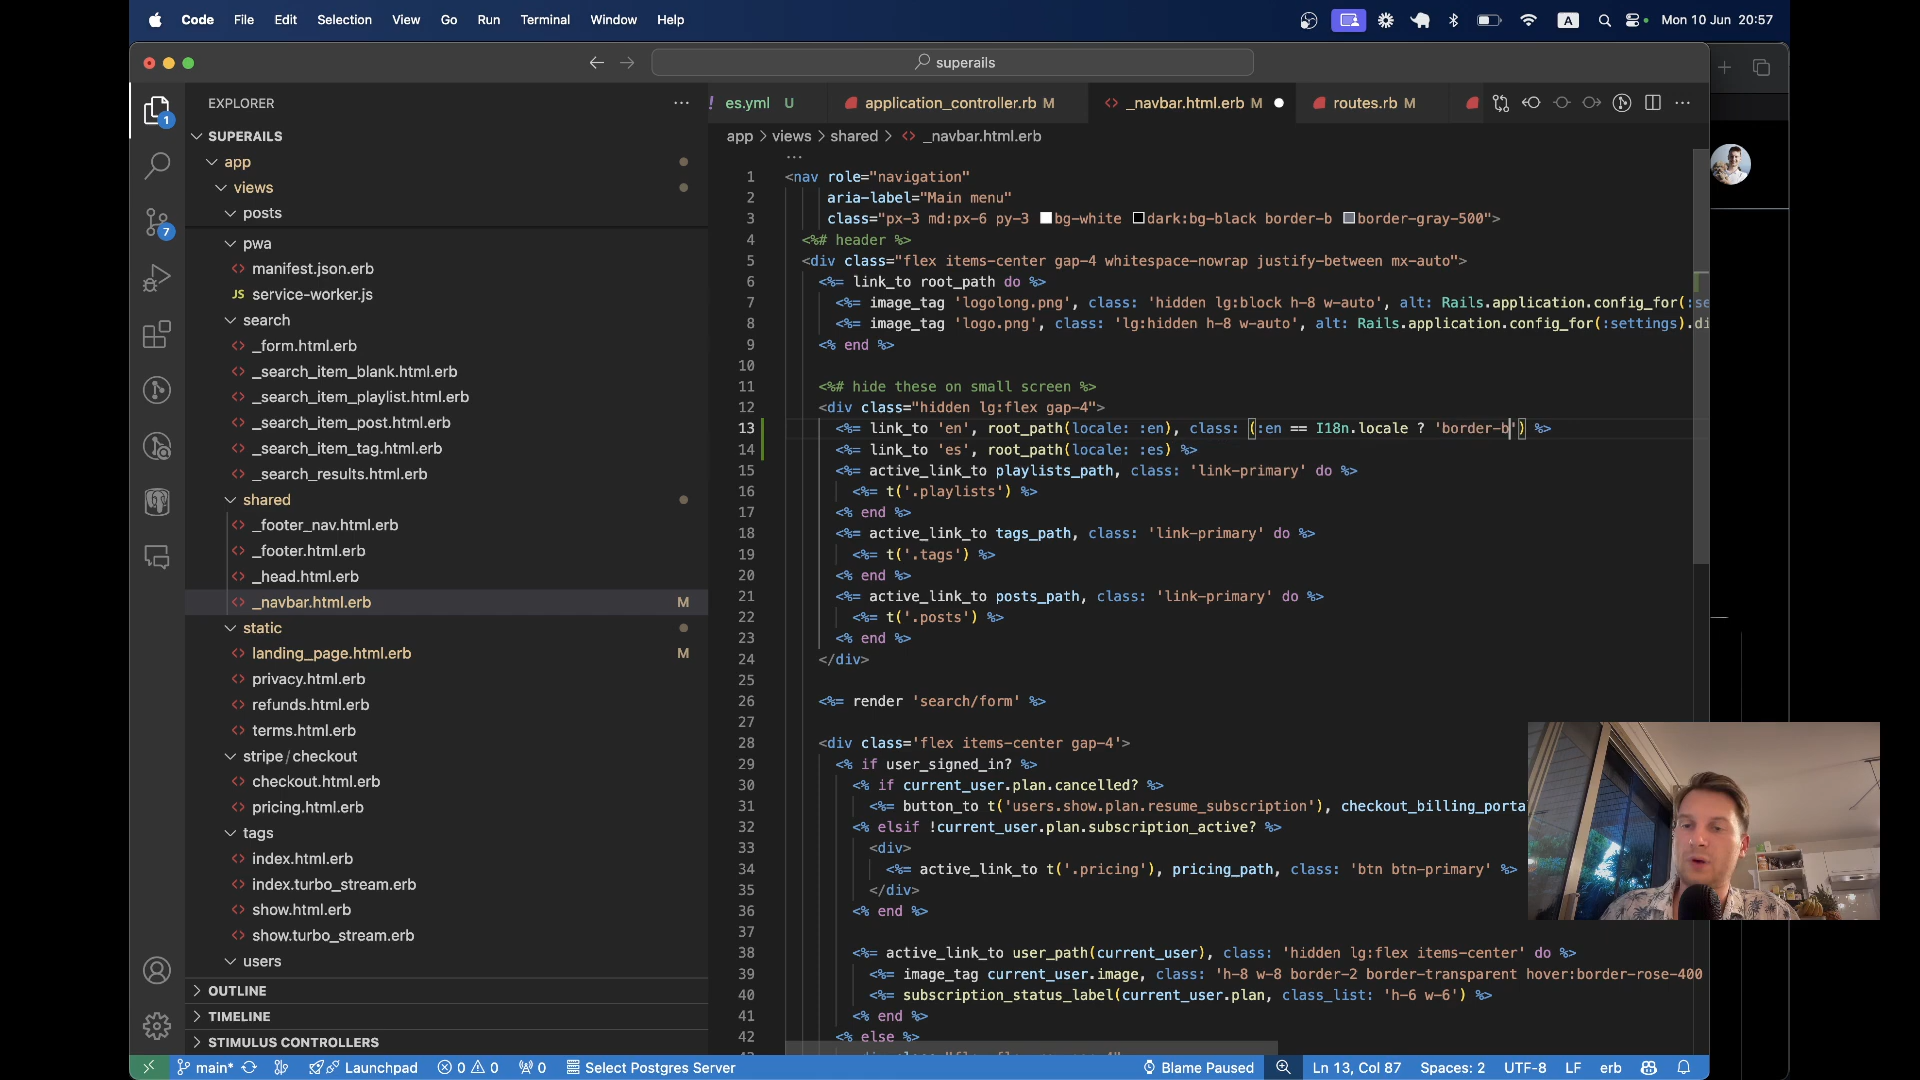 Code File Edit Selection View Go Run Terminal Window Help
A Mon 10 Jun 20:57
superails
EXPLORER
es.yml U
application_controller.rb M
_navbar.html.erb M
routes.rb M
SUPERAILS
app > views > shared > _navbar.html.erb
app
views
posts
pwa
manifest.json.erb
JS service-worker.js
search
_form.html.erb
_search_item_blank.html.erb
_search_item_playlist.html.erb
_search_item_post.html.erb
_search_item_tag.html.erb
_search_results.html.erb
shared
_footer_nav.html.erb
_footer.html.erb
_head.html.erb
_navbar.html.erb M
static
landing_page.html.erb M
privacy.html.erb
refunds.html.erb
terms.html.erb
stripe/checkout
checkout.html.erb
pricing.html.erb
tags
index.html.erb
index.turbo_stream.erb
show.html.erb
show.turbo_stream.erb
users
OUTLINE
TIMELINE
STIMULUS CONTROLLERS
1
7
1 <nav role="navigation"
2 aria-label="Main menu"
3 class="px-3 md:px-6 py-3 bg-white dark:bg-black border-b border-gray-500">
4 <%# header %>
5 <div class="flex items-center gap-4 whitespace-nowrap justify-between mx-auto">
6 <%= link_to root_path do %>
7 <%= image_tag 'logolong.png', class: 'hidden lg:block h-8 w-auto', alt: Rails.application.config_for(:se
8 <%= image_tag 'logo.png', class: 'lg:hidden h-8 w-auto', alt: Rails.application.config_for(:settings).di
9 <% end %>
10
11 <%# hide these on small screen %>
12 <div class="hidden lg:flex gap-4">
13 <%= link_to 'en', root_path(locale: :en), class: (:en == I18n.locale ? 'border-b') %>
14 <%= link_to 'es', root_path(locale: :es) %>
15 <%= active_link_to playlists_path, class: 'link-primary' do %>
16 <%= t('.playlists') %>
17 <% end %>
18 <%= active_link_to tags_path, class: 'link-primary' do %>
19 <%= t('.tags') %>
20 <% end %>
21 <%= active_link_to posts_path, class: 'link-primary' do %>
22 <%= t('.posts') %>
23 <% end %>
24 </div>
25
26 <%= render 'search/form' %>
27
28 <div class='flex items-center gap-4'>
29 <% if user_signed_in? %>
30 <% if current_user.plan.cancelled? %>
31 <%= button_to t('users.show.plan.resume_subscription'), checkout_billing_porta
32 <% elsif !current_user.plan.subscription_active? %>
33 <div>
34 <%= active_link_to t('.pricing'), pricing_path, class: 'btn btn-primary' %>
35 </div>
36 <% end %>
37
38 <%= active_link_to user_path(current_user), class: 'hidden lg:flex items-center' do %>
39 <%= image_tag current_user.image, class: 'h-8 w-8 border-2 border-transparent hover:border-rose-400
40 <%= subscription_status_label(current_user.plan, class_list: 'h-6 w-6') %>
41 <% end %>
42 <% else %>
main* Launchpad 0 0 0 Select Postgres Server Blame Paused Ln 13, Col 87 Spaces: 2 UTF-8 LF erb